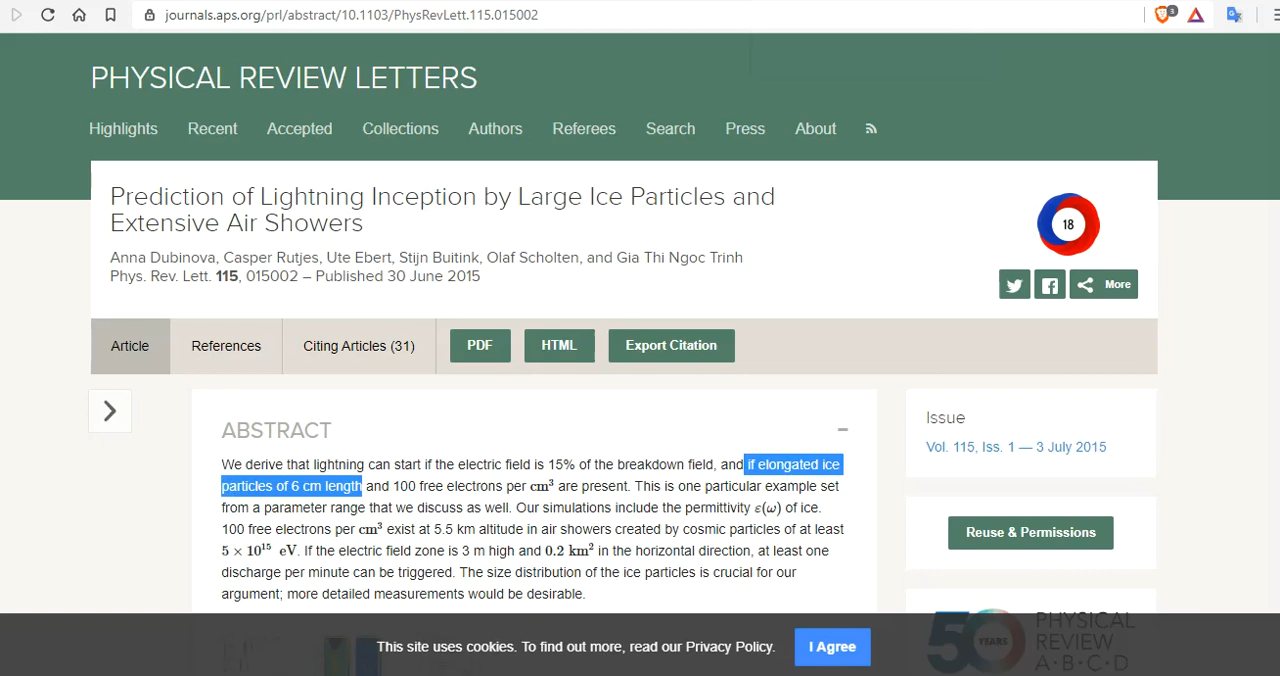 journals.aps.org/prl/abstract/10.1103/PhysRevLett.115.015002
3
PHYSICAL REVIEW LETTERS
Highlights Recent Accepted Collections Authors Referees Search Press About
Prediction of Lightning Inception by Large Ice Particles and
Extensive Air Showers
Anna Dubinova, Casper Rutjes, Ute Ebert, Stijn Buitink, Olaf Scholten, and Gia Thi Ngoc Trinh
Phys. Rev. Lett. 115, 015002 – Published 30 June 2015
18
More
Article References Citing Articles (31) PDF HTML Export Citation
ABSTRACT
We derive that lightning can start if the electric field is 15% of the breakdown field, and if elongated ice
particles of 6 cm length and 100 free electrons per cm³ are present. This is one particular example set
from a parameter range that we discuss as well. Our simulations include the permittivity ε(ω) of ice.
100 free electrons per cm³ exist at 5.5 km altitude in air showers created by cosmic particles of at least
5 × 10¹⁵ eV. If the electric field zone is 3 m high and 0.2 km² in the horizontal direction, at least one
discharge per minute can be triggered. The size distribution of the ice particles is crucial for our
argument; more detailed measurements would be desirable.
Issue
Vol. 115, Iss. 1 — 3 July 2015
Reuse & Permissions
50 YEARS
PHYSICAL
REVIEW
A·B·C·D
This site uses cookies. To find out more, read our Privacy Policy. I Agree